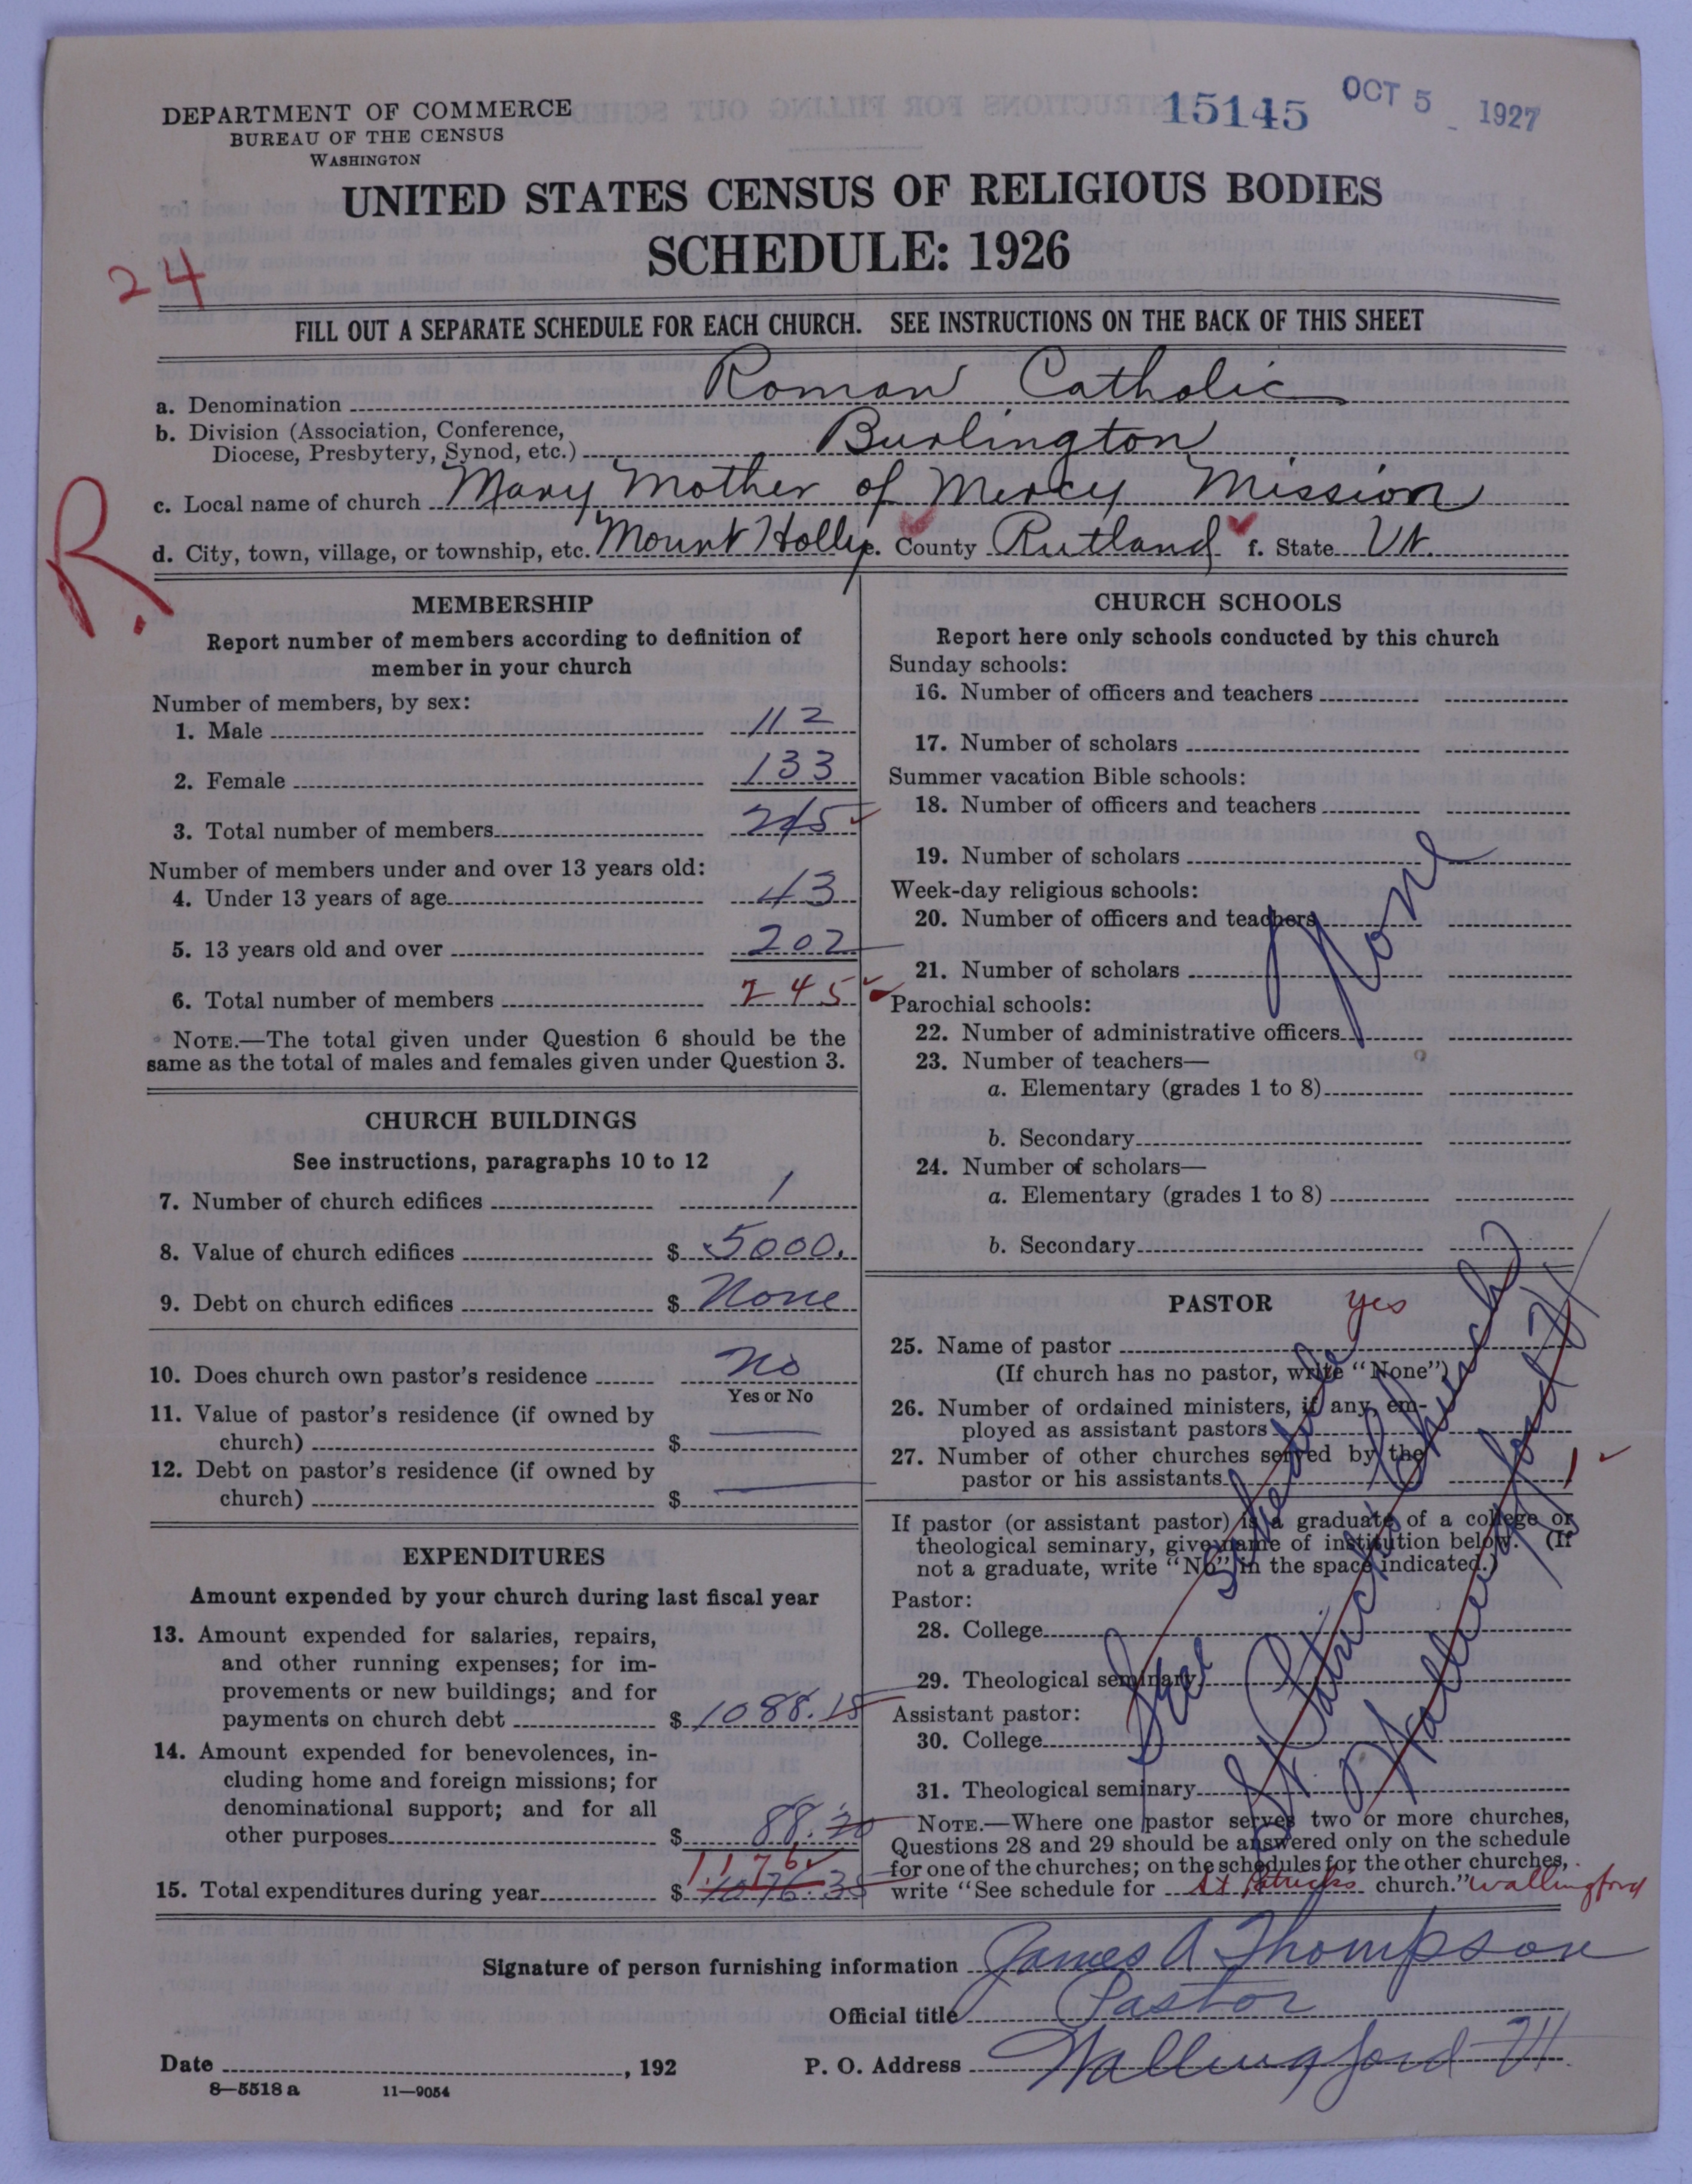 DEPARTMENT OF COMMERCE
BUREAU OF THE CENSUS
WASHINGTON
15145
OCT 5 1927
UNITED STATES CENSUS OF RELIGIOUS BODIES
SCHEDULE: 1926
24
FILL OUT A SEPARATE SCHEDULE FOR EACH CHURCH. SEE INSTRUCTIONS ON THE BACK OF THIS SHEET
a. Denomination Roman Catholic
b. Division (Association, Conference,
Diocese, Presbytery, Synod, etc.) Burlington
c. Local name of church Mary Mother of Mercy Mission
d. City, town, village, or township, etc. Mount Holly e. County Rutland f. State Vt.
R.
MEMBERSHIP
Report number of members according to definition of
member in your church
Number of members, by sex:
1. Male 112
2. Female 133
3. Total number of members 245
Number of members under and over 13 years old:
4. Under 13 years of age 43
5. 13 years old and over 202
6. Total number of members 245
NOTE.—The total given under Question 6 should be the
same as the total of males and females given under Question 3.
CHURCH BUILDINGS
See instructions, paragraphs 10 to 12
7. Number of church edifices 1
8. Value of church edifices $ 5000.
9. Debt on church edifices $ None
10. Does church own pastor's residence No
Yes or No
11. Value of pastor's residence (if owned by
church) $
12. Debt on pastor's residence (if owned by
church) $
EXPENDITURES
Amount expended by your church during last fiscal year
13. Amount expended for salaries, repairs,
and other running expenses; for im-
provements or new buildings; and for
payments on church debt $ 1088.15
14. Amount expended for benevolences, in-
cluding home and foreign missions; for
denominational support; and for all
other purposes $ 88.20
1176
15. Total expenditures during year $ 1076.35
CHURCH SCHOOLS
Report here only schools conducted by this church
Sunday schools:
16. Number of officers and teachers
17. Number of scholars
Summer vacation Bible schools:
18. Number of officers and teachers
19. Number of scholars
Week-day religious schools:
20. Number of officers and teachers
21. Number of scholars
None
Parochial schools:
22. Number of administrative officers
23. Number of teachers—
a. Elementary (grades 1 to 8)
b. Secondary
24. Number of scholars—
a. Elementary (grades 1 to 8)
b. Secondary
PASTOR yes
25. Name of pastor
(If church has no pastor, write "None")
26. Number of ordained ministers, if any, em-
ployed as assistant pastors
27. Number of other churches served by the
pastor or his assistants 1
If pastor (or assistant pastor) is a graduate of a college or
theological seminary, give name of institution below. (If
not a graduate, write "No" in the space indicated.)
Pastor:
28. College
29. Theological seminary
Assistant pastor:
30. College
31. Theological seminary
See Schedule
St Patrick's Church
Wallingford Vt
NOTE.—Where one pastor serves two or more churches,
Questions 28 and 29 should be answered only on the schedule
for one of the churches; on the schedules for the other churches,
write "See schedule for St Patricks church." Wallingford
Signature of person furnishing information James A Thompson
Official title Pastor
Date , 192
P. O. Address Wallingford Vt
8—5518 a 11—9054